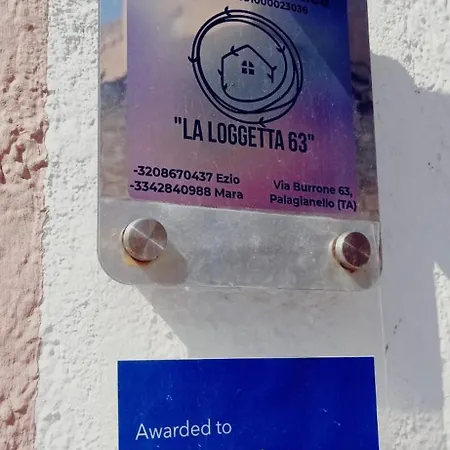 "LA LOGGETTA 63"
-3208670437 Ezio
-3342840988 Mara
Via Burrone 63,
Palagianello (TA)
Awarded to